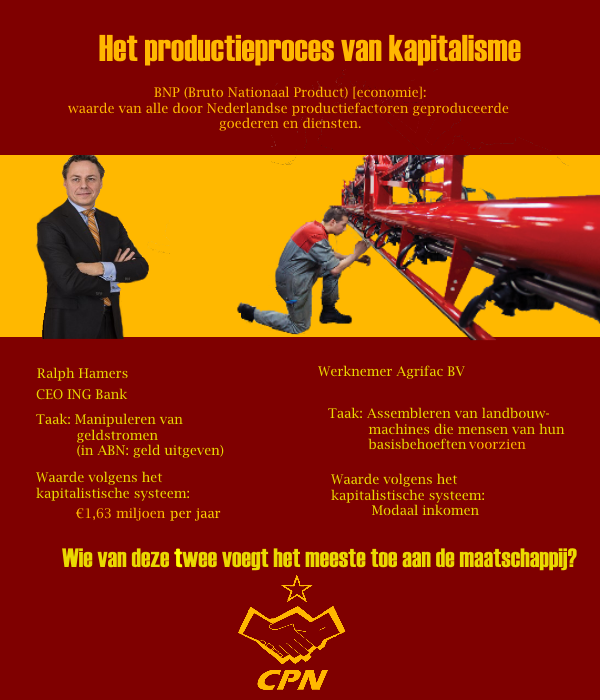 Het productieproces van kapitalisme
BNP (Bruto Nationaal Product) [economie]:
waarde van alle door Nederlandse productiefactoren geproduceerde
goederen en diensten.
Ralph Hamers
CEO ING Bank
Taak: Manipuleren van
geldstromen
(in ABN: geld uitgeven)
Waarde volgens het
kapitalistische systeem:
€1,63 miljoen per jaar
Werknemer Agrifac BV
Taak: Assembleren van landbouw-
machines die mensen van hun
basisbehoeften voorzien
Waarde volgens het
kapitalistische systeem:
Modaal inkomen
Wie van deze twee voegt het meeste toe aan de maatschappij?
CPN